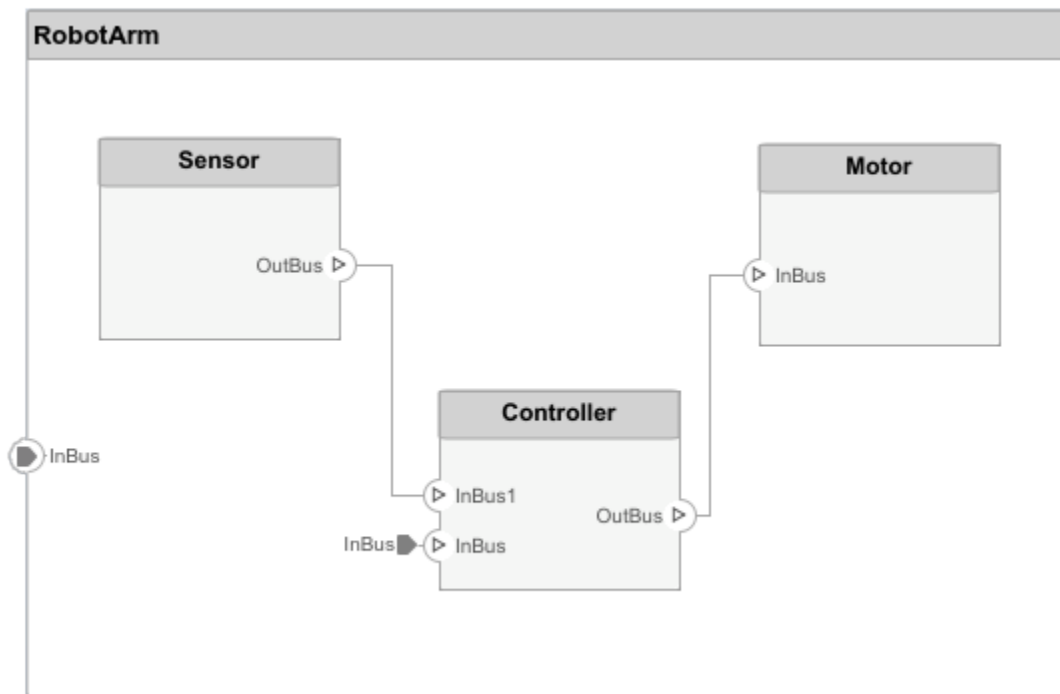 RobotArm
Sensor
Motor
OutBus
InBus
Controller
InBus
InBus1
OutBus
InBus
InBus